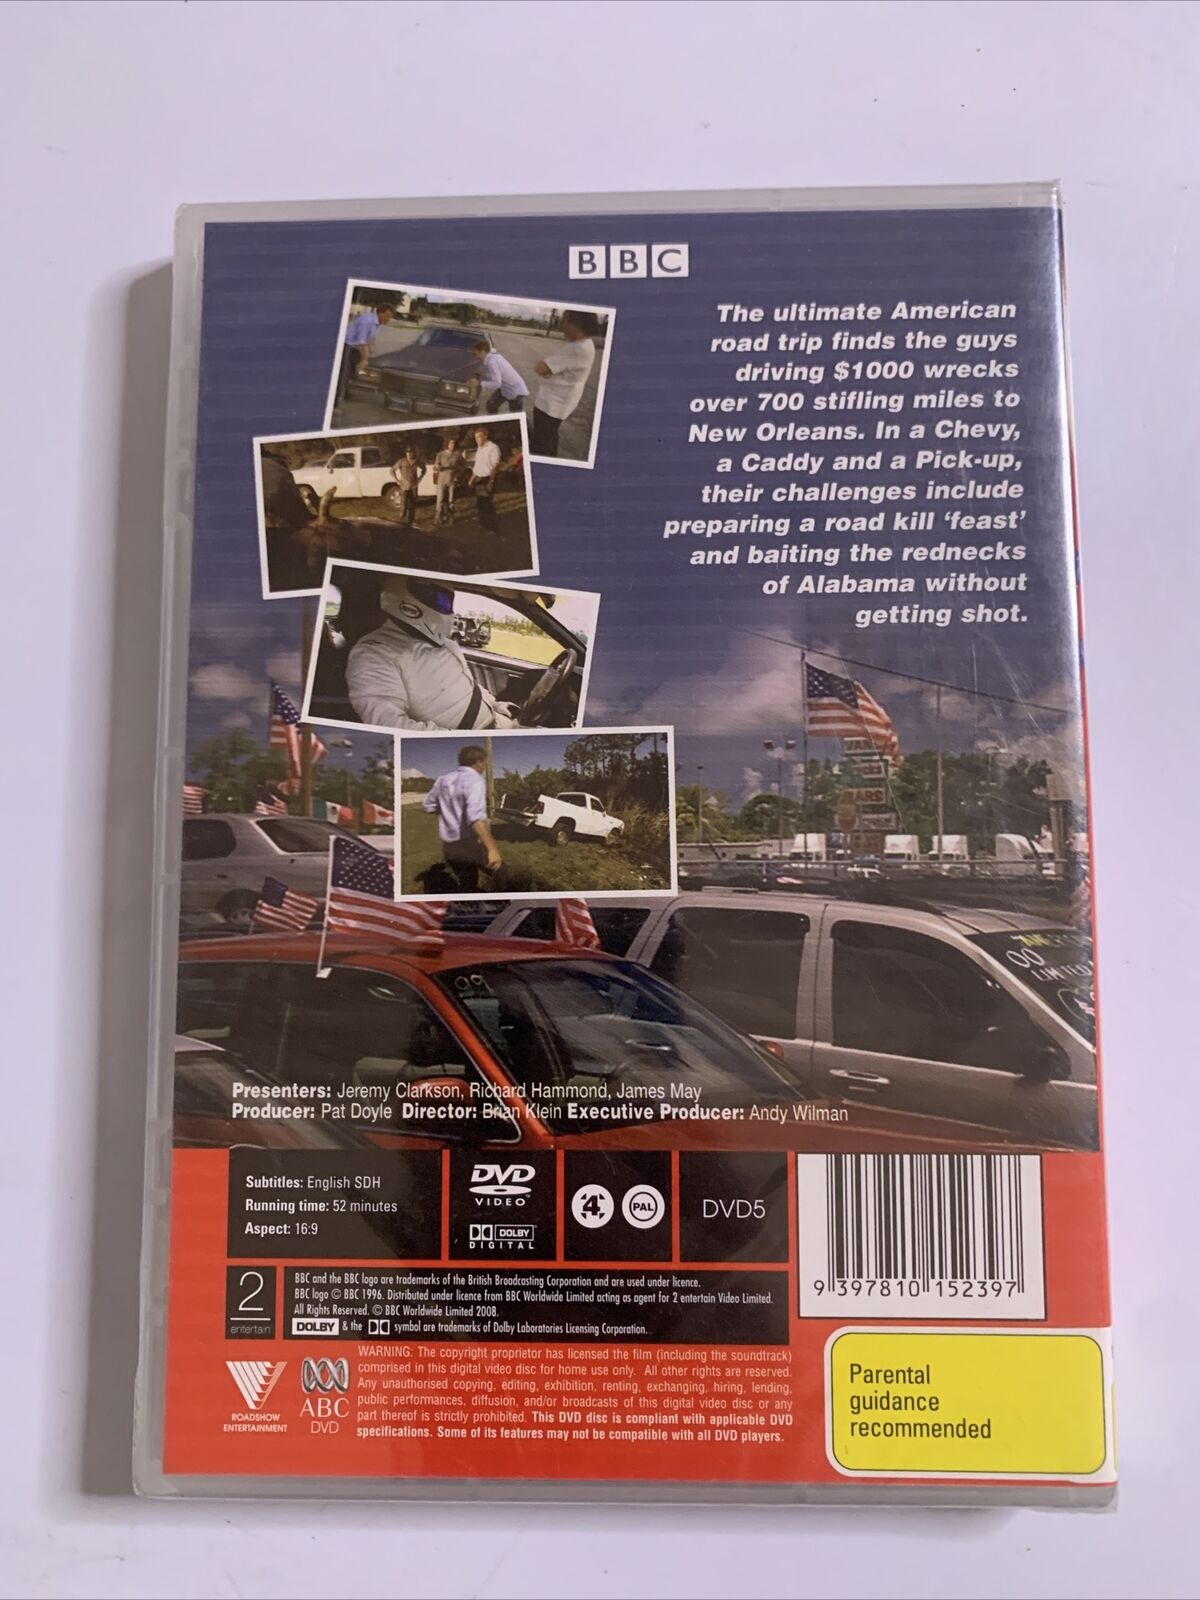 BBC
The ultimate American
road trip finds the guys
driving $1000 wrecks
over 700 stifling miles to
New Orleans. In a Chevy,
a Caddy and a Pick-up,
their challenges include
preparing a road kill ‘feast’
and baiting the rednecks
of Alabama without
getting shot.
VAN
ARS
00
LIMITED
Presenters: Jeremy Clarkson, Richard Hammond, James May
Producer: Pat Doyle Director: Brian Klein Executive Producer: Andy Wilman
Subtitles: English SDH
Running time: 52 minutes
Aspect: 16:9
DVD
VIDEO
DOLBY
DIGITAL
4
PAL
DVD5
9 397810 152397
2
entertain
BBC and the BBC logo are trademarks of the British Broadcasting Corporation and are used under licence.
BBC logo © BBC 1996. Distributed under licence from BBC Worldwide Limited acting as agent for 2 entertain Video Limited.
All Rights Reserved. © BBC Worldwide Limited 2008.
DOLBY & the DD symbol are trademarks of Dolby Laboratories Licensing Corporation.
ROADSHOW
ENTERTAINMENT
ABC
DVD
WARNING: The copyright proprietor has licensed the film (including the soundtrack)
comprised in this digital video disc for home use only. All other rights are reserved.
Any unauthorised copying, editing, exhibition, renting, exchanging, hiring, lending,
public performances, diffusion, and/or broadcasts of this digital video disc or any
part thereof is strictly prohibited. This DVD disc is compliant with applicable DVD
specifications. Some of its features may not be compatible with all DVD players.
Parental
guidance
recommended